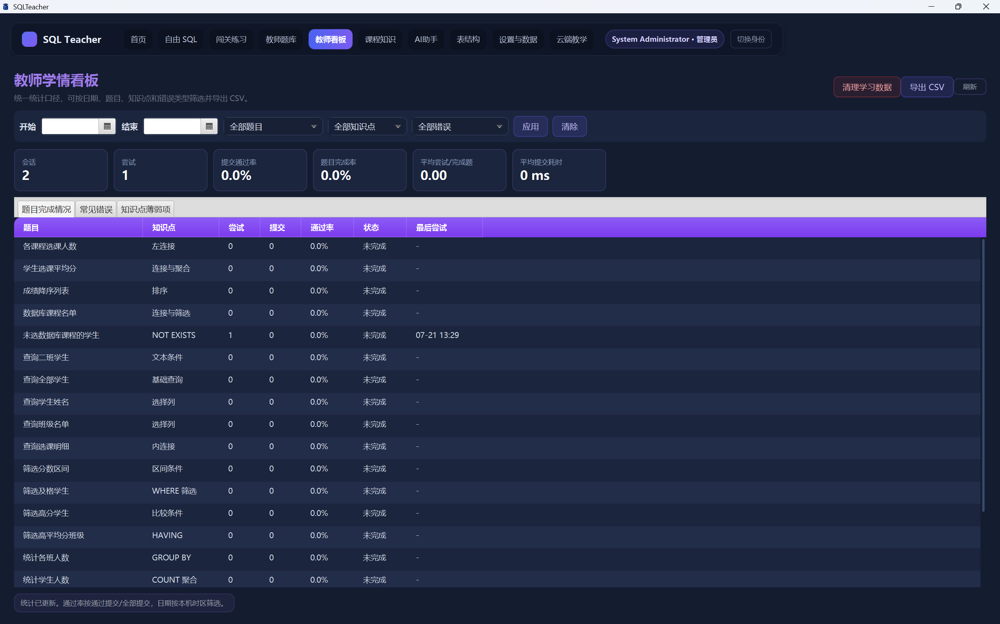 SQLTeacher
SQL Teacher 首页 自由 SQL 闯关练习 教师题库 教师看板 课程知识 AI助手 表结构 设置与数据 云端教学 System Administrator • 管理员 切换身份
教师学情看板
统一统计口径，可按日期、题目、知识点和错误类型筛选并导出 CSV。
清理学习数据 导出 CSV 刷新
开始 结束 全部题目 全部知识点 全部错误 应用 清除
会话 尝试 提交通过率 题目完成率 平均尝试/完成题 平均提交耗时
2 1 0.0% 0.0% 0.00 0 ms
题目完成情况 常见错误 知识点薄弱项
题目 知识点 尝试 提交 通过率 状态 最后尝试
各课程选课人数 左连接 0 0 0.0% 未完成 -
学生选课平均分 连接与聚合 0 0 0.0% 未完成 -
成绩降序列表 排序 0 0 0.0% 未完成 -
数据库课程名单 连接与筛选 0 0 0.0% 未完成 -
未选数据库课程的学生 NOT EXISTS 1 0 0.0% 未完成 07-21 13:29
查询二班学生 文本条件 0 0 0.0% 未完成 -
查询全部学生 基础查询 0 0 0.0% 未完成 -
查询学生姓名 选择列 0 0 0.0% 未完成 -
查询班级名单 选择列 0 0 0.0% 未完成 -
查询选课明细 内连接 0 0 0.0% 未完成 -
筛选分数区间 区间条件 0 0 0.0% 未完成 -
筛选及格学生 WHERE 筛选 0 0 0.0% 未完成 -
筛选高分学生 比较条件 0 0 0.0% 未完成 -
筛选高平均分班级 HAVING 0 0 0.0% 未完成 -
统计各班人数 GROUP BY 0 0 0.0% 未完成 -
统计学生人数 COUNT 聚合 0 0 0.0% 未完成 -
统计已更新。通过率按通过提交/全部提交，日期按本机时区筛选。